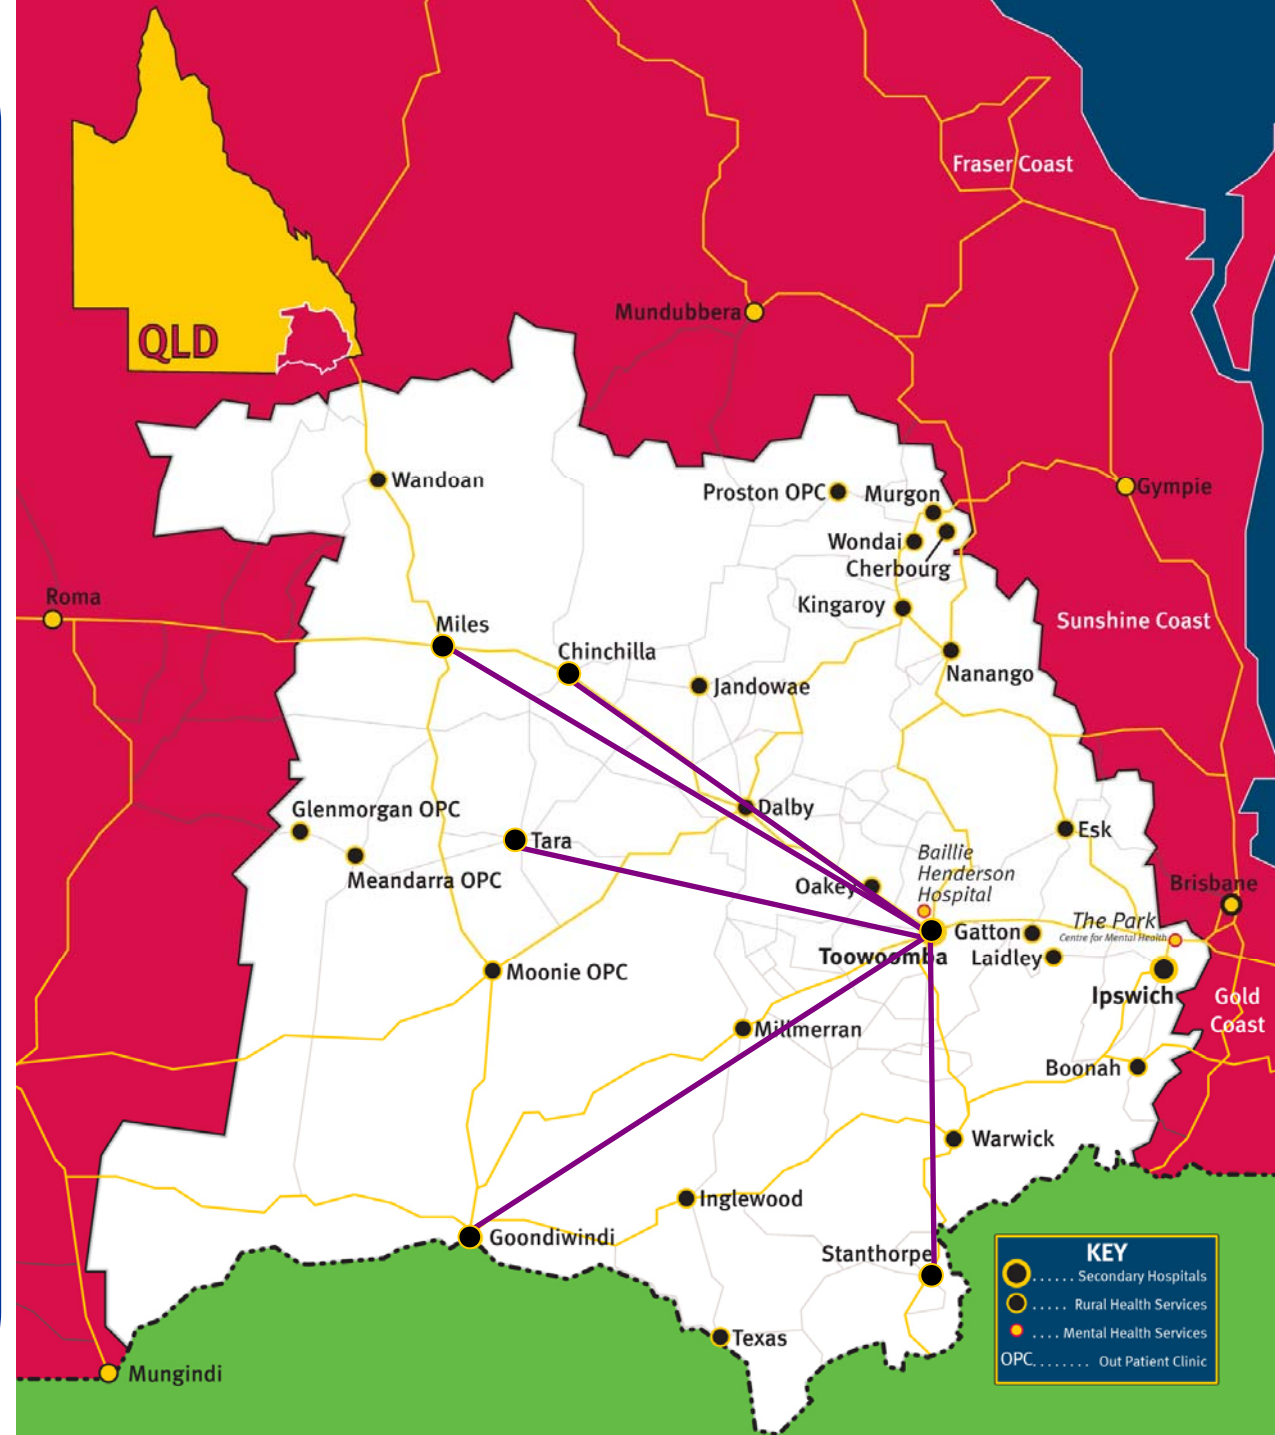 Fraser Coast
Mundubbera
QLD
Wandoan
Proston OPC
Murgon
Gympie
Wondai
Cherbourg
Roma
Kingaroy
Miles
Sunshine Coast
Chinchilla
Nanango
Jandowae
Glenmorgan OPC
Dalby
Tara
Esk
Baillie
Henderson
Hospital
Meandarra OPC
Oakey
Brisbane
The Park
Centre for Mental Health
Gatton
Toowoomba
Laidley
Moonie OPC
Ipswich
Gold
Coast
Millmerran
Boonah
Warwick
Inglewood
Goondiwindi
Stanthorpe
KEY
...... Secondary Hospitals
..... Rural Health Services
.... Mental Health Services
OPC........ Out Patient Clinic
Texas
Mungindi